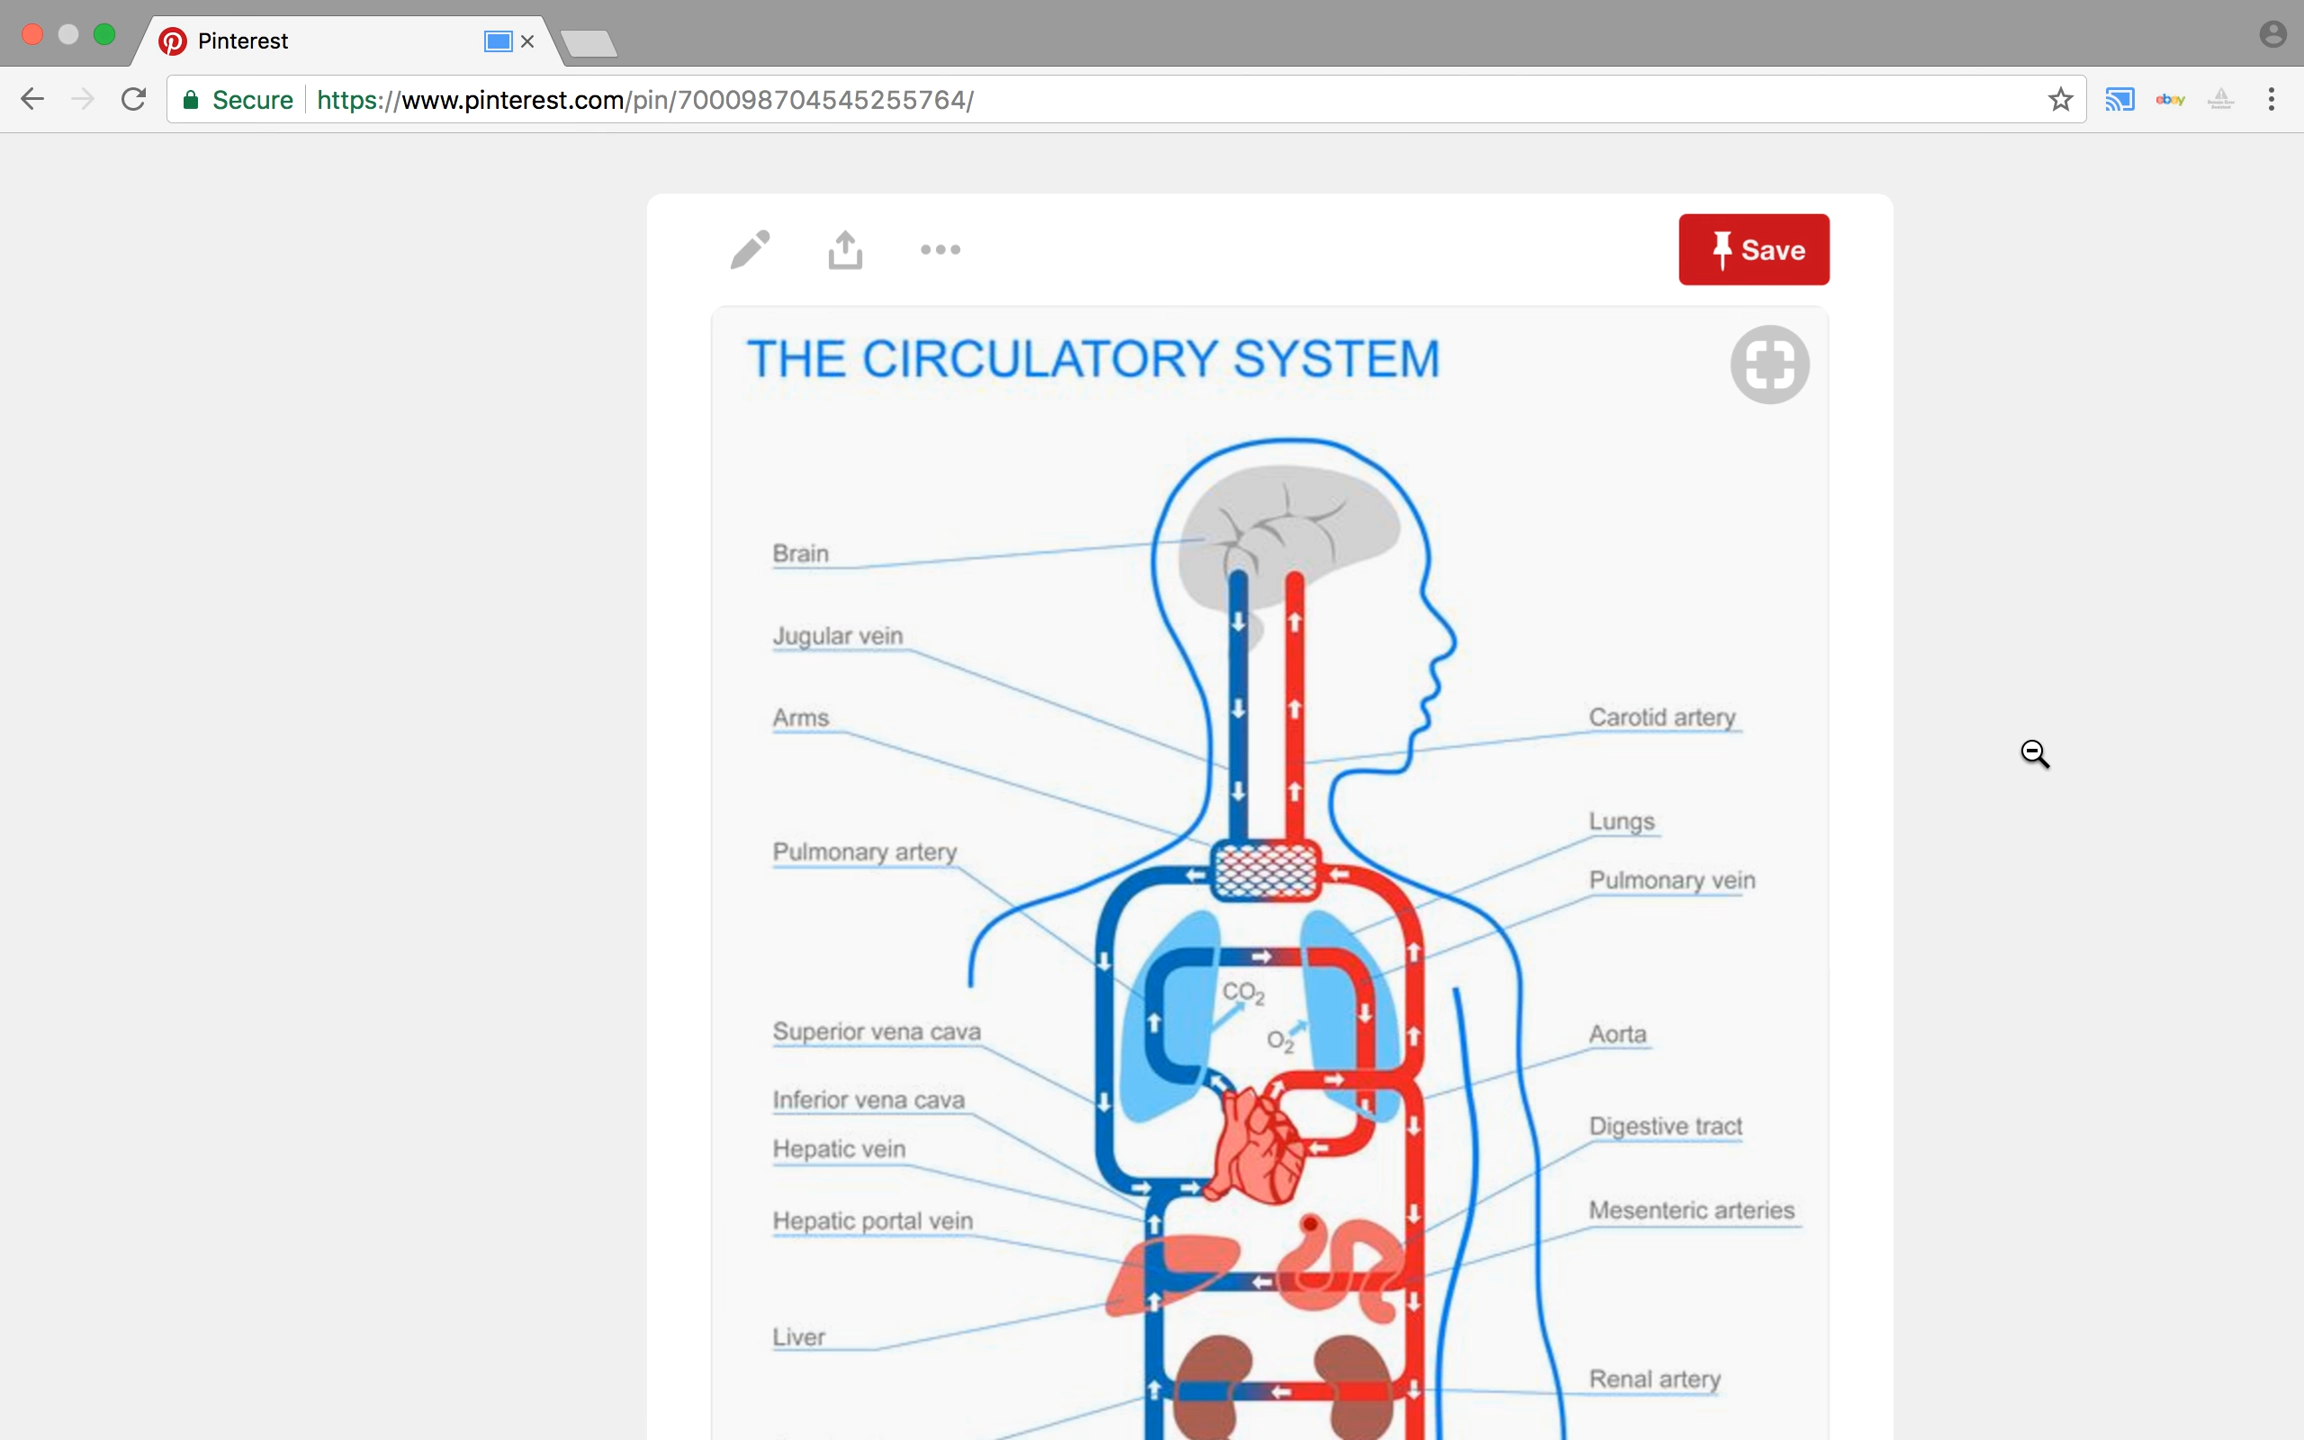 Pinterest
Secure
https://www.pinterest.com/pin/700098704545255764/
ebay
Save
THE CIRCULATORY SYSTEM
Brain
Jugular vein
Arms
Carotid artery
Lungs
Pulmonary artery
Pulmonary vein
CO2
O2
Superior vena cava
Aorta
Inferior vena cava
Digestive tract
Hepatic vein
Mesenteric arteries
Hepatic portal vein
Liver
Renal artery